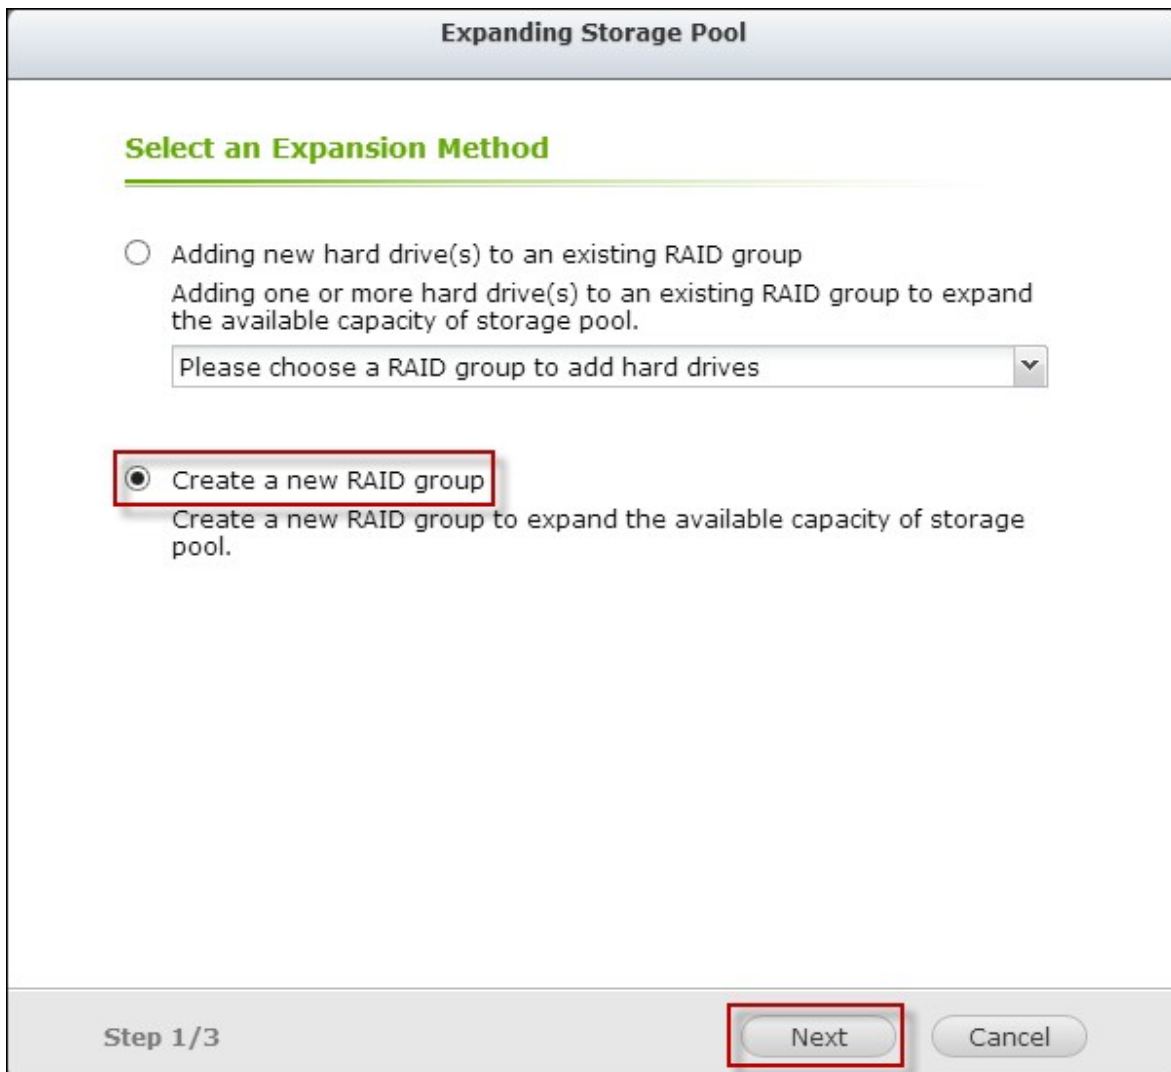 Expanding Storage Pool
Select an Expansion Method
Adding new hard drive(s) to an existing RAID group
Adding one or more hard drive(s) to an existing RAID group to expand
the available capacity of storage pool.
Please choose a RAID group to add hard drives
Create a new RAID group
Create a new RAID group to expand the available capacity of storage
pool.
Step 1/3
Next
Cancel